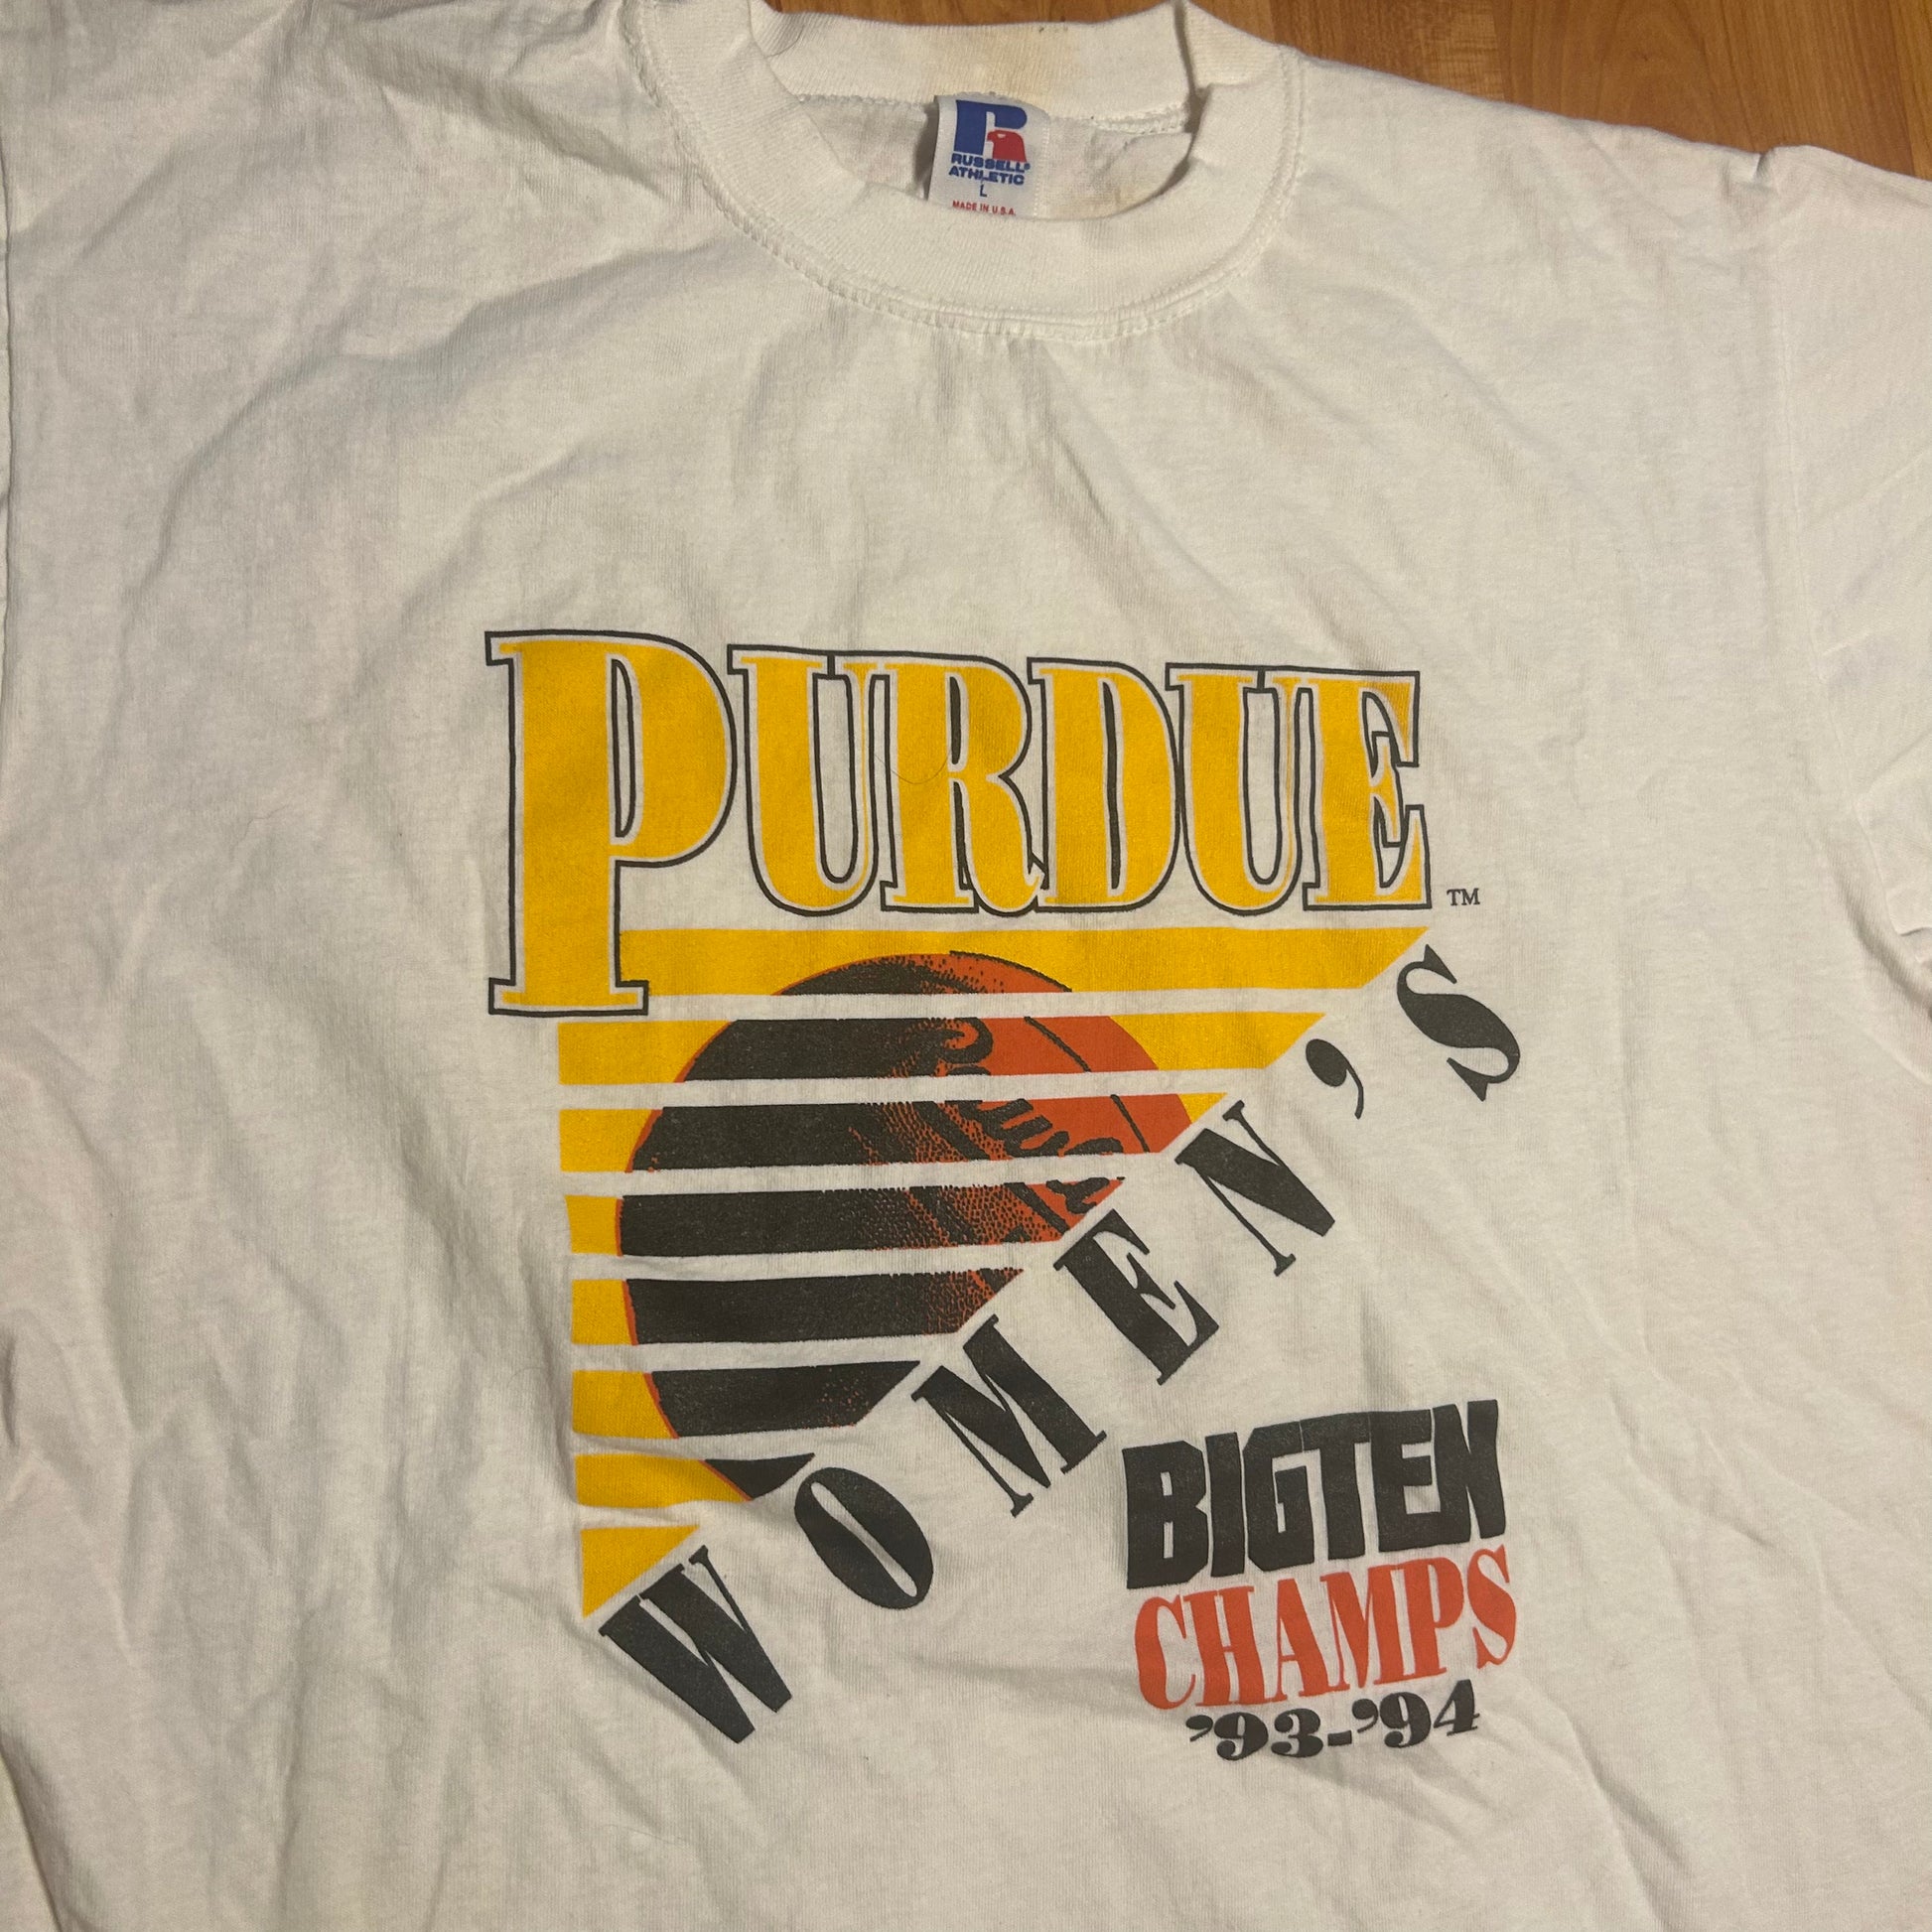 RUSSELL®
ATHLETIC
L
MADE IN U.S.A.
PURDUE ™
WOMEN'S
BIGTEN
CHAMPS
'93-'94